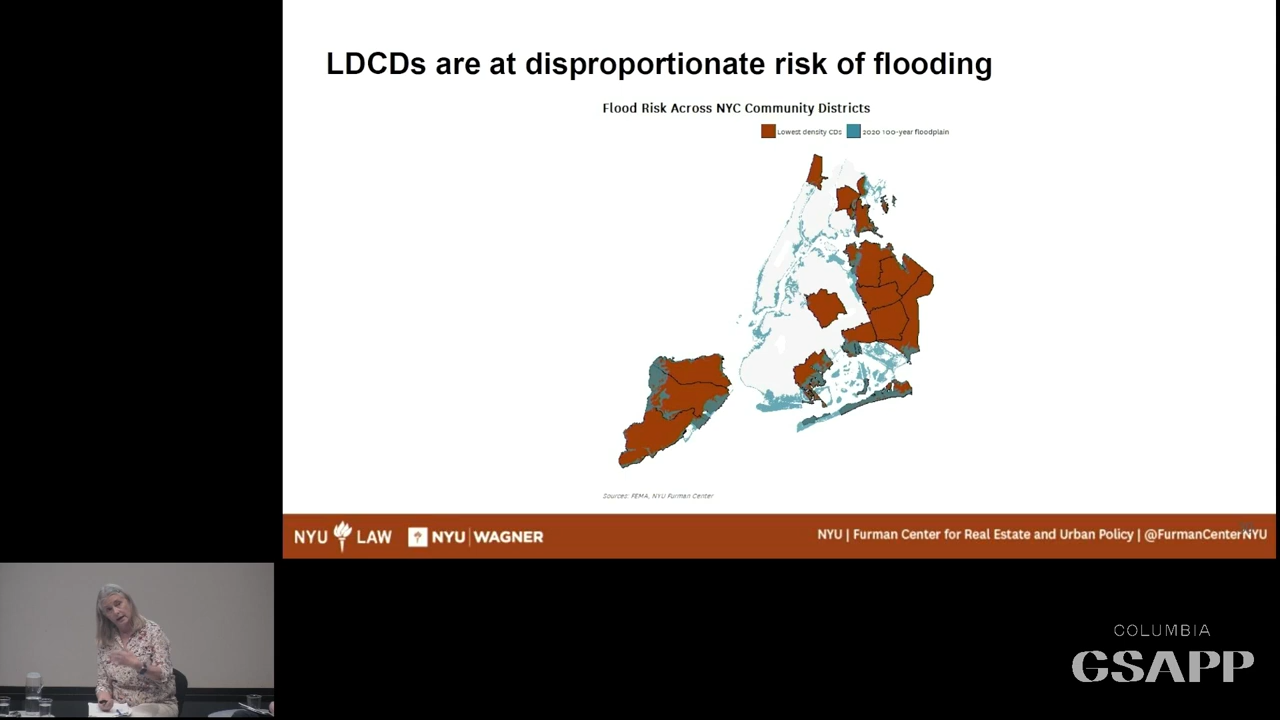 LDCDs are at disproportionate risk of flooding
Flood Risk Across NYC Community Districts
Lowest density CDs
2020 100-year floodplain
Sources: FEMA, NYU Furman Center
NYU LAW
NYU | WAGNER
NYU | Furman Center for Real Estate and Urban Policy | @FurmanCenterNYU
COLUMBIA
GSAPP